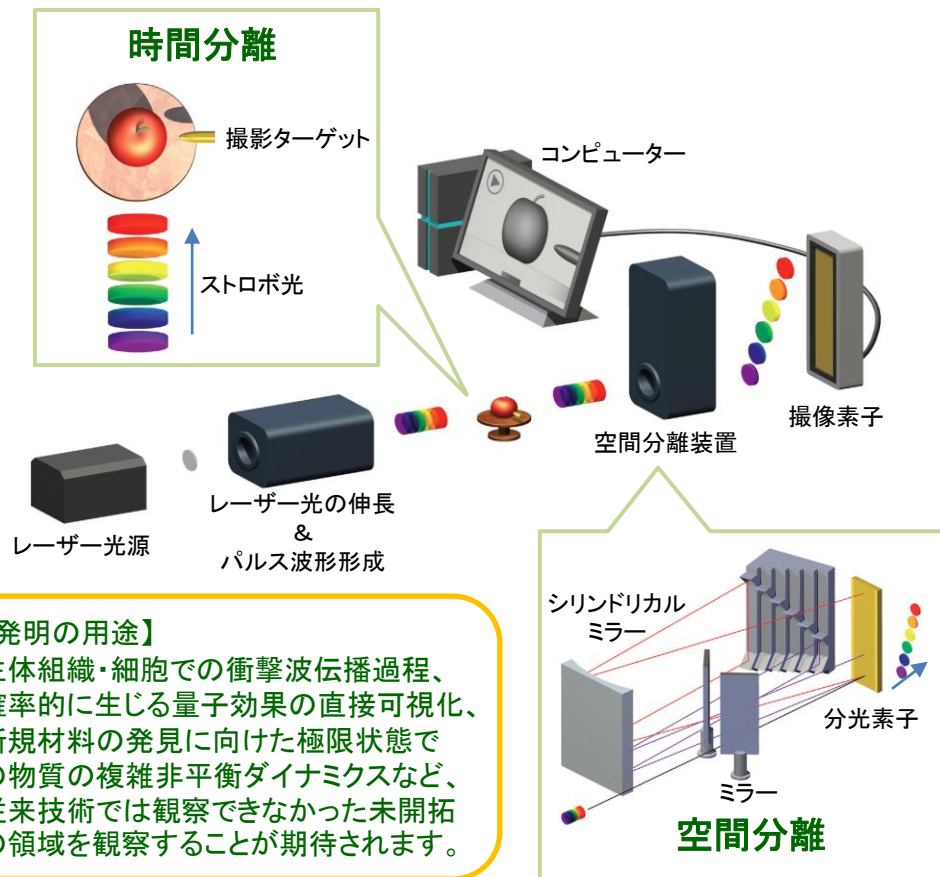 時間分離
撮影ターゲット
ストロボ光
コンピューター
撮像素子
空間分離装置
レーザー光の伸長
&
パルス波形形成
レーザー光源
シリンドリカル
ミラー
分光素子
ミラー
空間分離
発明の用途】
生体組織・細胞での衝撃波伝播過程、
確率的に生じる量子効果の直接可視化、
新規材料の発見に向けた極限状態で
の物質の複雑非平衡ダイナミクスなど、
従来技術では観察できなかった未開拓
の領域を観察することが期待されます。